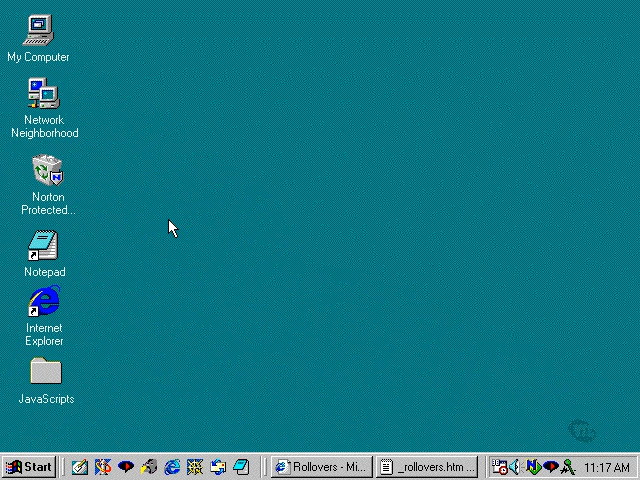 My Computer
Network
Neighborhood
Norton
Protected...
Notepad
Internet
Explorer
JavaScripts
Start
Rollovers - Mi...
_rollovers.htm ...
11:17 AM